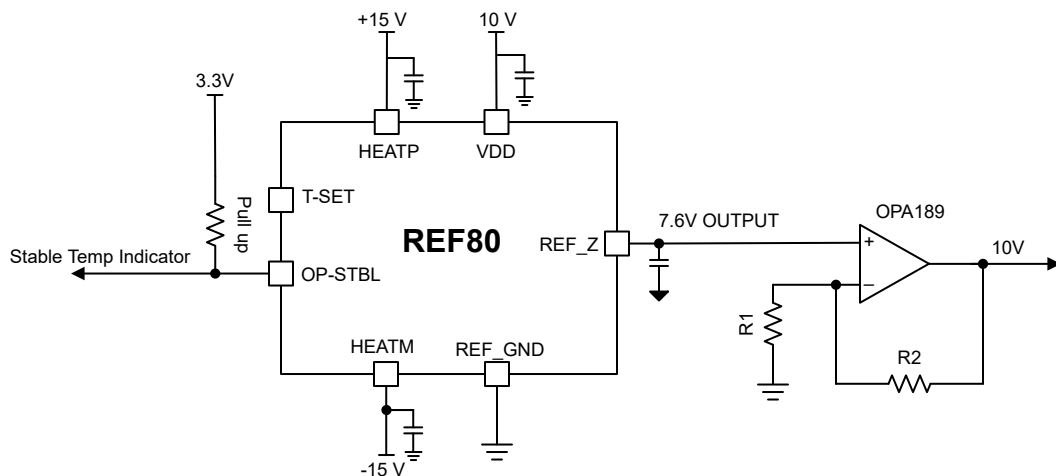 +15 V
10 V
3.3V
HEATP
VDD
T-SET
Pull up
REF80
7.6V OUTPUT
OPA189
REF_Z
+
10V
Stable Temp Indicator
OP-STBL
–
R1
HEATM
REF_GND
R2
-15 V